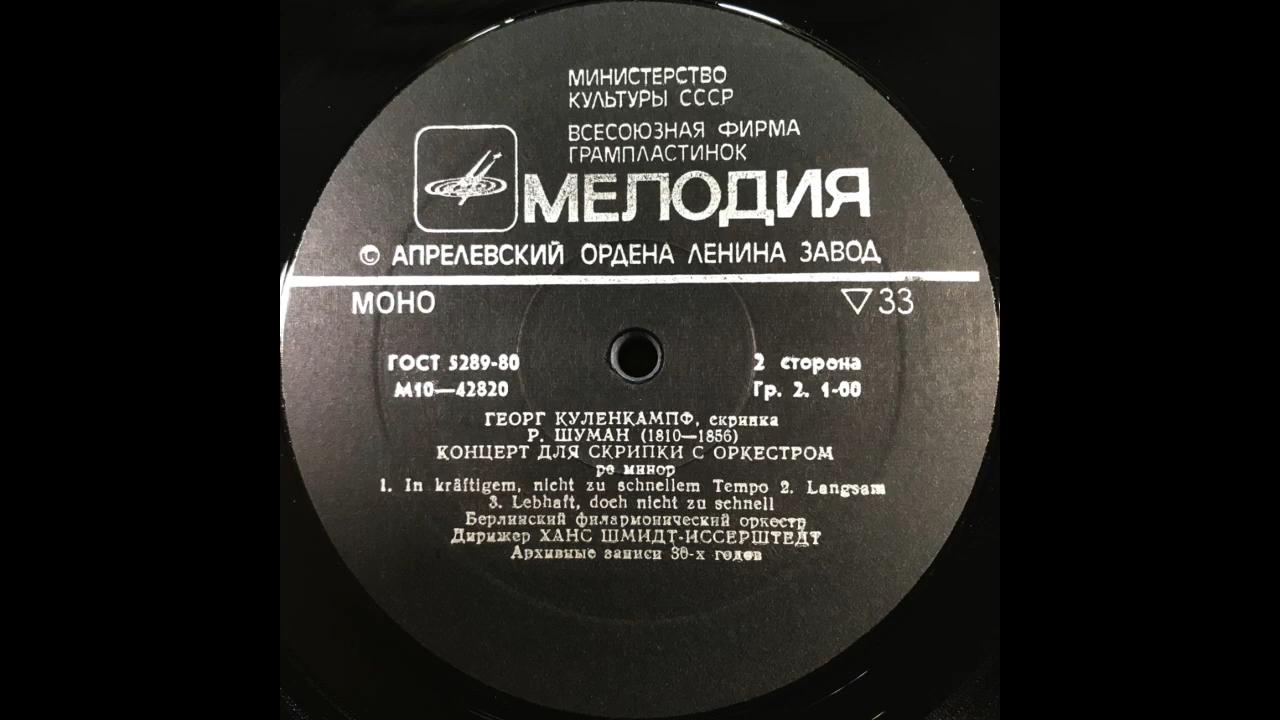 МИНИСТЕРСТВО
КУЛЬТУРЫ СССР
ВСЕСОЮЗНАЯ ФИРМА
ГРАМПЛАСТИНОК
МЕЛОДИЯ
© АПРЕЛЕВСКИЙ ОРДЕНА ЛЕНИНА ЗАВОД
МОНО ▽33
ГОСТ 5289-80 2 сторона
М10—42820 Гр. 2. 1-00
ГЕОРГ КУЛЕНКАМПФ, скрипка
Р. ШУМАН (1810—1856)
КОНЦЕРТ ДЛЯ СКРИПКИ С ОРКЕСТРОМ
ре минор
1. In kräftigem, nicht zu schnellem Tempo 2. Langsam
3. Lebhaft, doch nicht zu schnell
Берлинский филармонический оркестр
Дирижер ХАНС ШМИДТ-ИССЕРШТЕДТ
Архивные записи 30-х годов